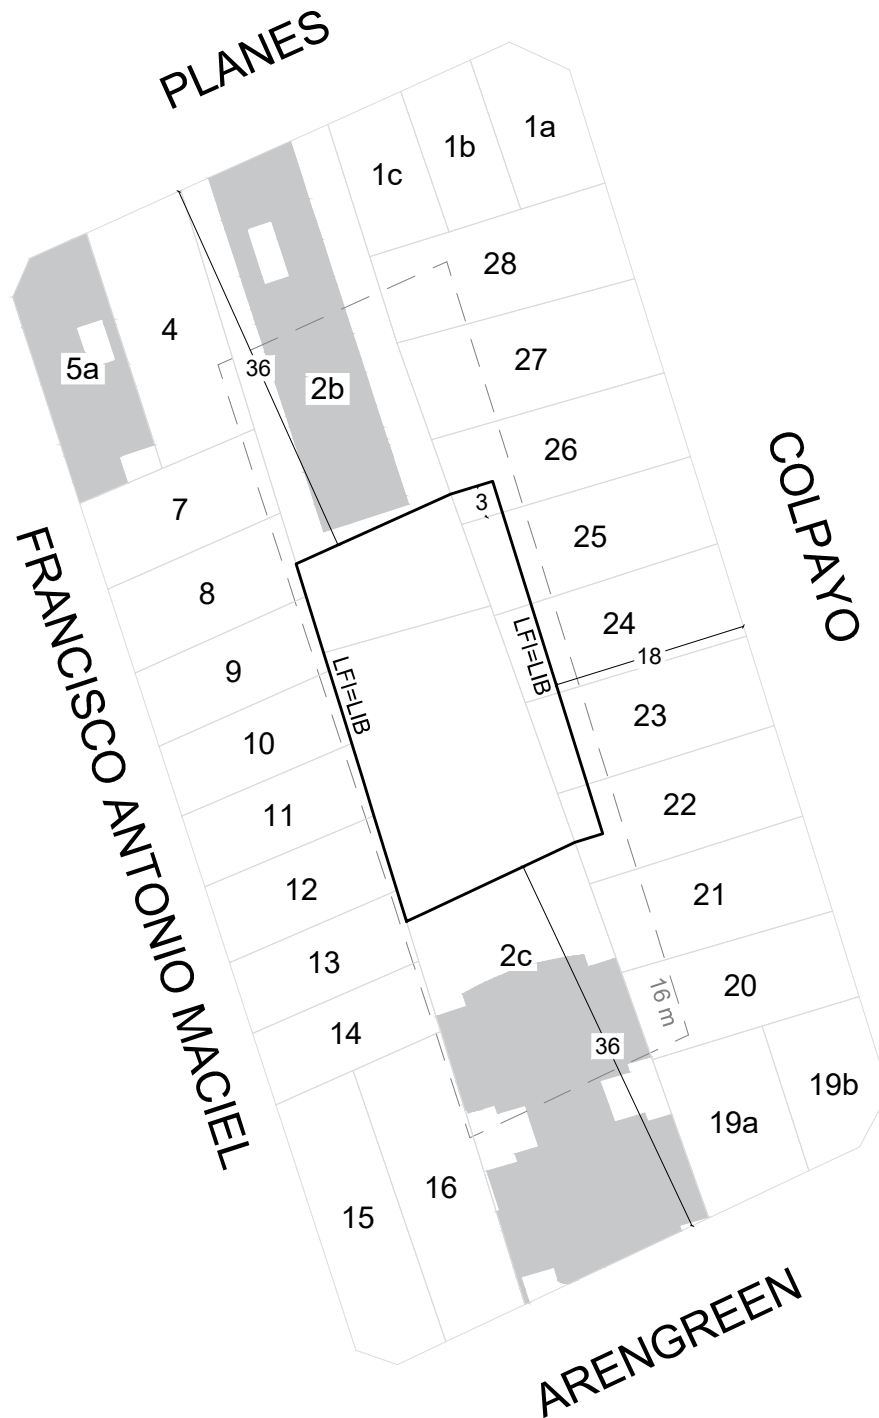 PLANES
1a
1b
1c
28
4
27
36
5a
2b
26
3
7
25
COLPAYO
8
24
LFI=LIB
18
9
LFI=LIB
23
10
22
11
12
21
FRANCISCO ANTONIO MACIEL
2c
13
20
16 m
14
36
19b
19a
16
15
ARENGREEN